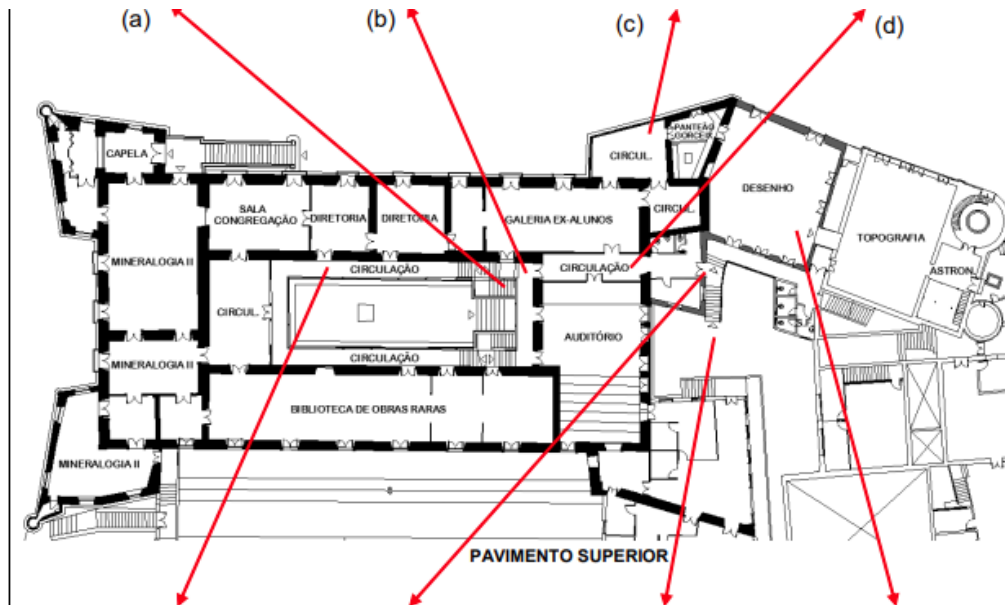 (a)
(b)
(c)
(d)
CAPELA
PANTEÃO
GORCEIX
CIRCUL.
DESENHO
SALA
CONGREGAÇÃO
DIRETORIA
DIRETORIA
GALERIA EX-ALUNOS
CIRCUL.
TOPOGRAFIA
MINERALOGIA II
CIRCULAÇÃO
CIRCULAÇÃO
ASTRON.
CIRCUL.
AUDITÓRIO
MINERALOGIA II
CIRCULAÇÃO
BIBLIOTECA DE OBRAS RARAS
MINERALOGIA II
PAVIMENTO SUPERIOR